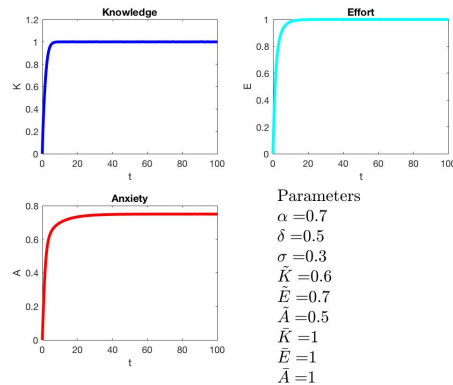 Knowledge
1.2
1
0.8
0.6
0.4
0.2
0
K
0 20 40 60 80 100
t
Effort
1
0.8
0.6
0.4
0.2
0
E
0 20 40 60 80 100
t
Anxiety
0.8
0.6
0.4
0.2
0
A
0 20 40 60 80 100
t
Parameters
α =0.7
δ =0.5
σ =0.3
K̃ =0.6
Ẽ =0.7
Ã =0.5
K̄ =1
Ē =1
Ā =1